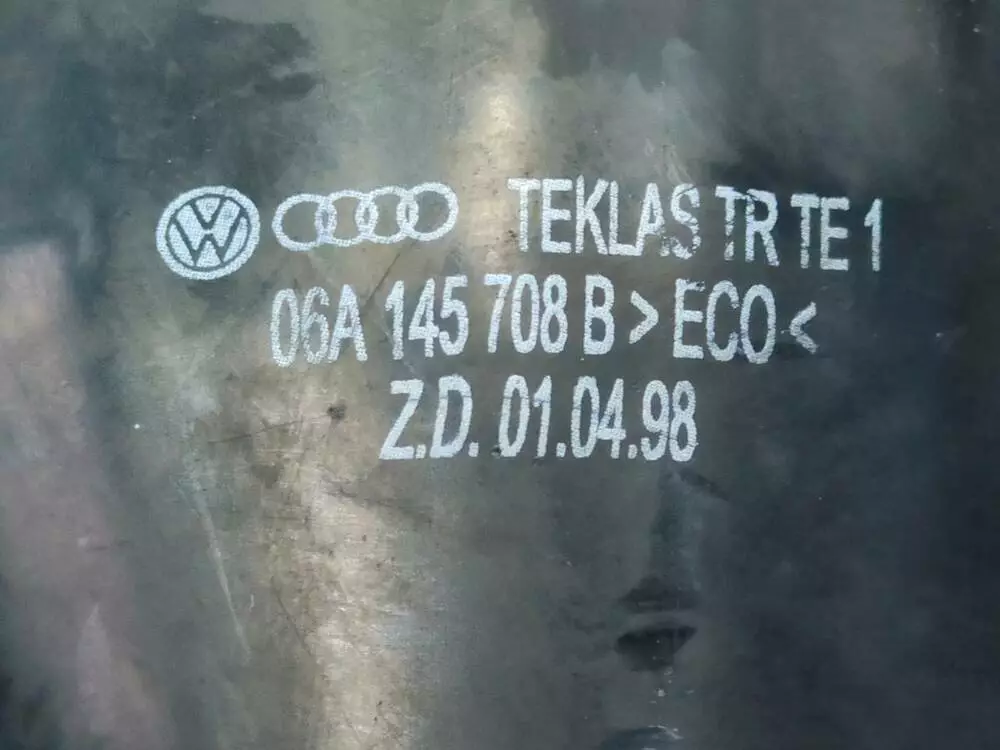 TEKLAS TR TE 1
06A 145 708 B > ECO <
Z.D. 01.04.98